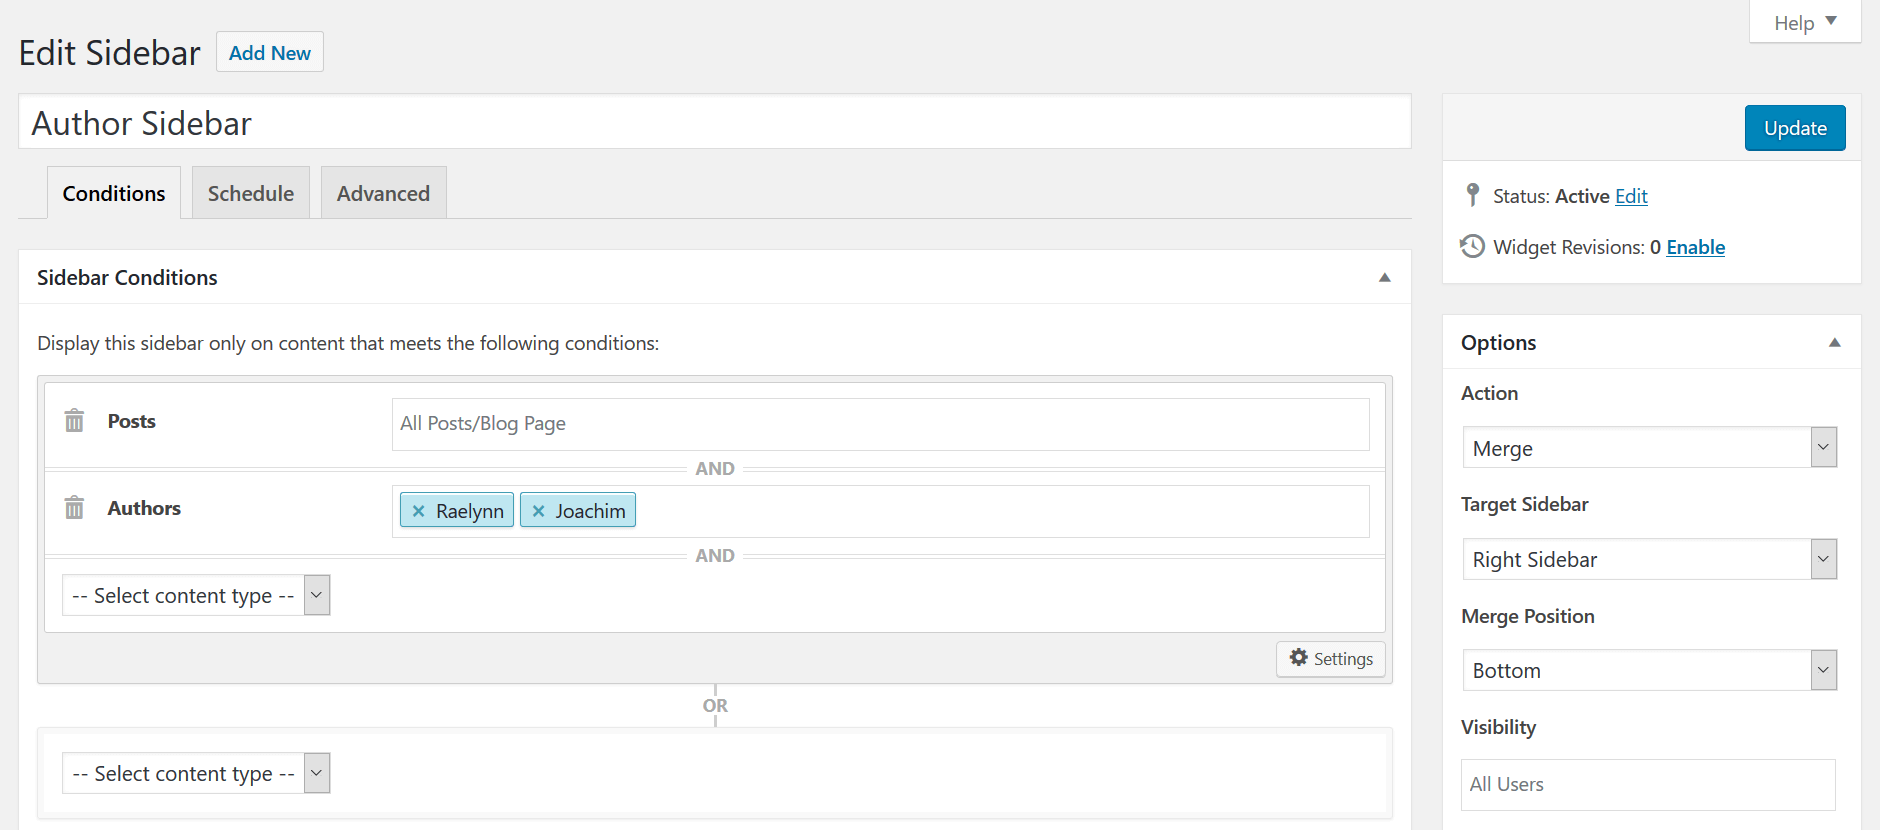 Help
Edit Sidebar Add New
Author Sidebar
Conditions Schedule Advanced
Sidebar Conditions
Display this sidebar only on content that meets the following conditions:
Posts All Posts/Blog Page
AND
Authors × Raelynn × Joachim
AND
-- Select content type --
Settings
OR
-- Select content type --
Update
Status: Active Edit
Widget Revisions: 0 Enable
Options
Action
Merge
Target Sidebar
Right Sidebar
Merge Position
Bottom
Visibility
All Users